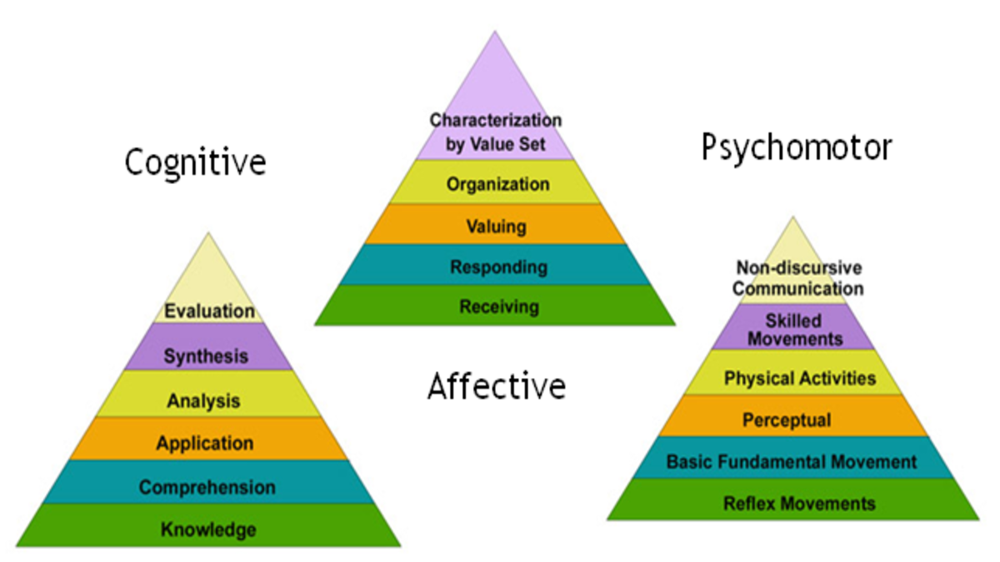 Cognitive
Evaluation
Synthesis
Analysis
Application
Comprehension
Knowledge
Characterization
by Value Set
Organization
Valuing
Responding
Receiving
Affective
Psychomotor
Non-discursive
Communication
Skilled
Movements
Physical Activities
Perceptual
Basic Fundamental Movement
Reflex Movements